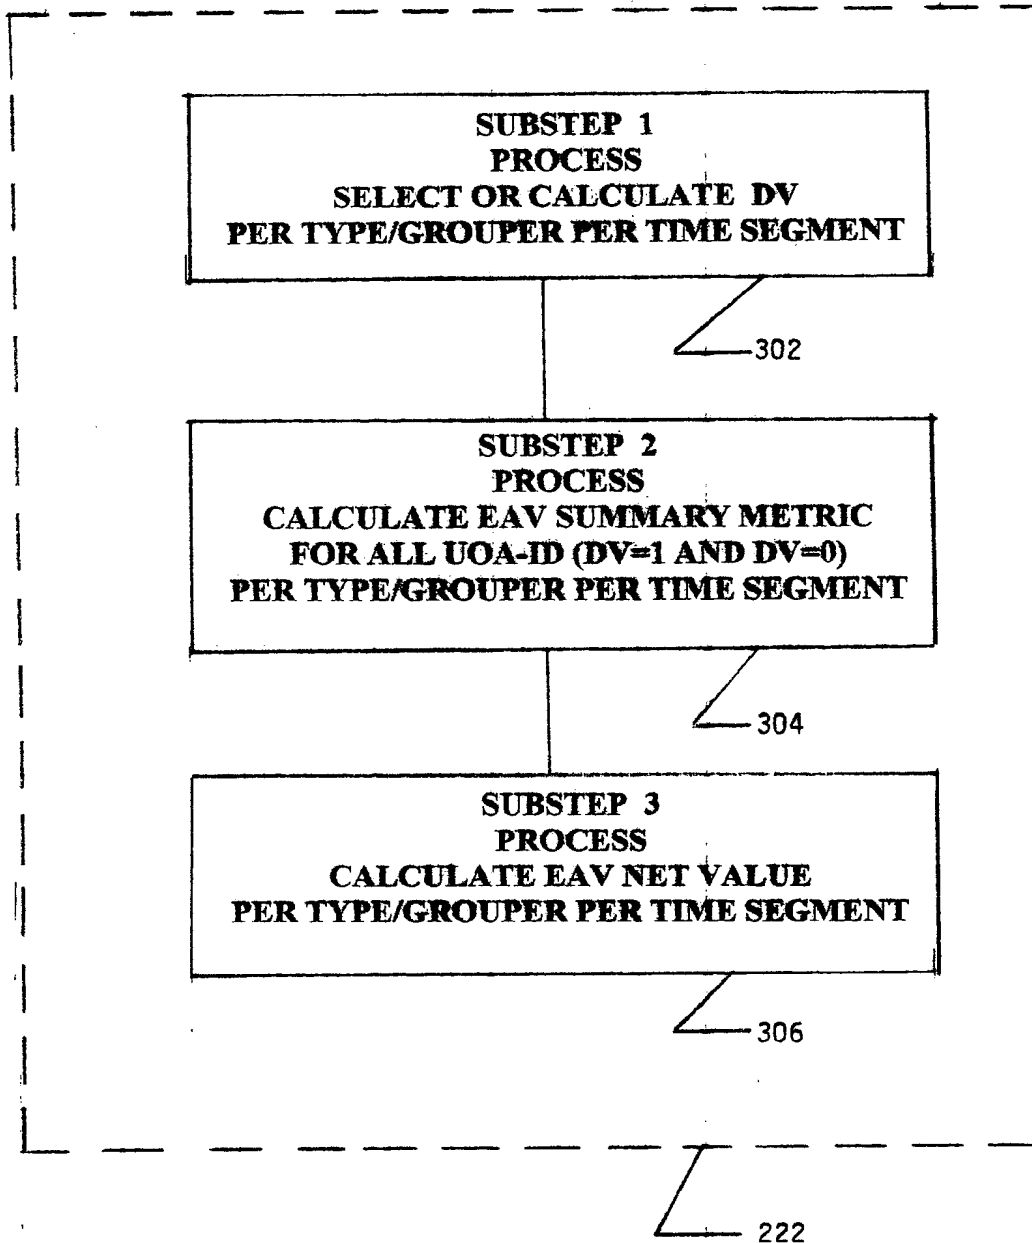 SUBSTEP 1
PROCESS
SELECT OR CALCULATE DV
PER TYPE/GROUPER PER TIME SEGMENT
302
SUBSTEP 2
PROCESS
CALCULATE EAV SUMMARY METRIC
FOR ALL UOA-ID (DV=1 AND DV=0)
PER TYPE/GROUPER PER TIME SEGMENT
304
SUBSTEP 3
PROCESS
CALCULATE EAV NET VALUE
PER TYPE/GROUPER PER TIME SEGMENT
306
222